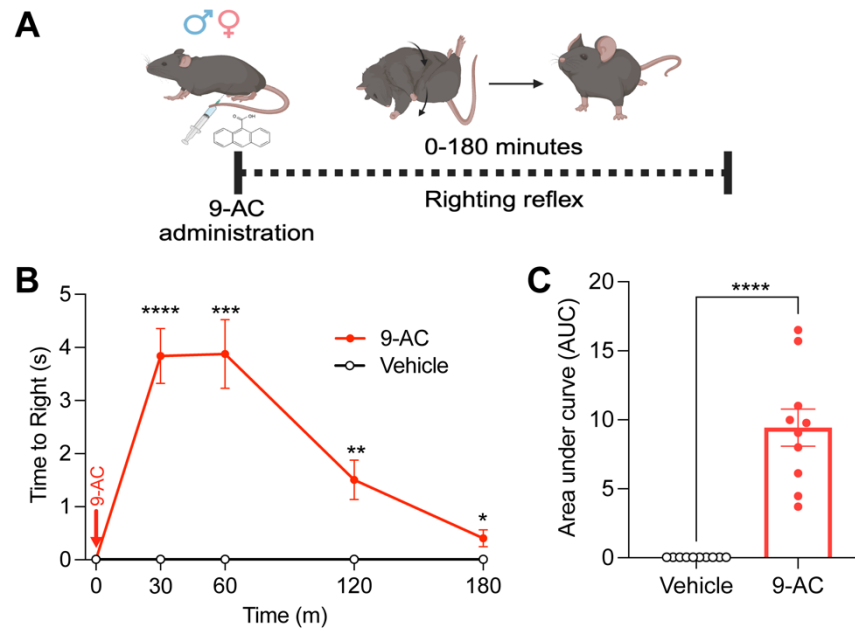 A
♂♀
OH
O
0-180 minutes
9-AC
administration
Righting reflex
B
Time to Right (s)
5
4
3
2
1
0
****
***
**
*
9-AC
Vehicle
9-AC
0
30
60
120
180
Time (m)
C
Area under curve (AUC)
20
15
10
5
0
****
Vehicle
9-AC